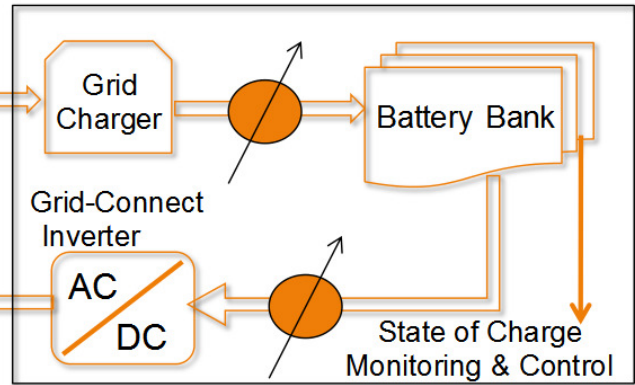 Grid
Charger
Battery Bank
Grid-Connect
Inverter
AC
DC
State of Charge
Monitoring & Control